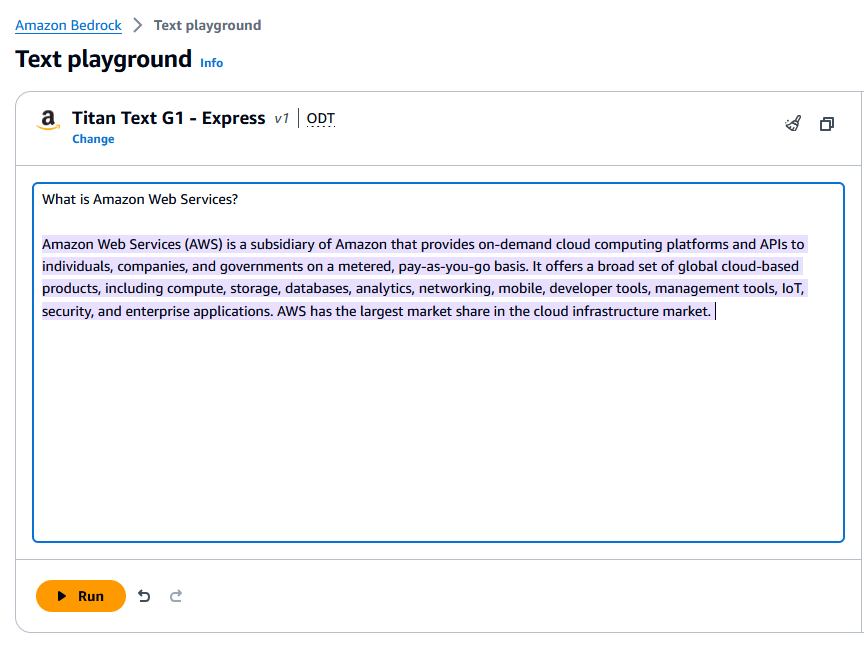 Amazon Bedrock > Text playground
Text playground Info
Titan Text G1 - Express v1 | ODT
Change
What is Amazon Web Services?
Amazon Web Services (AWS) is a subsidiary of Amazon that provides on-demand cloud computing platforms and APIs to
individuals, companies, and governments on a metered, pay-as-you-go basis. It offers a broad set of global cloud-based
products, including compute, storage, databases, analytics, networking, mobile, developer tools, management tools, IoT,
security, and enterprise applications. AWS has the largest market share in the cloud infrastructure market.
Run